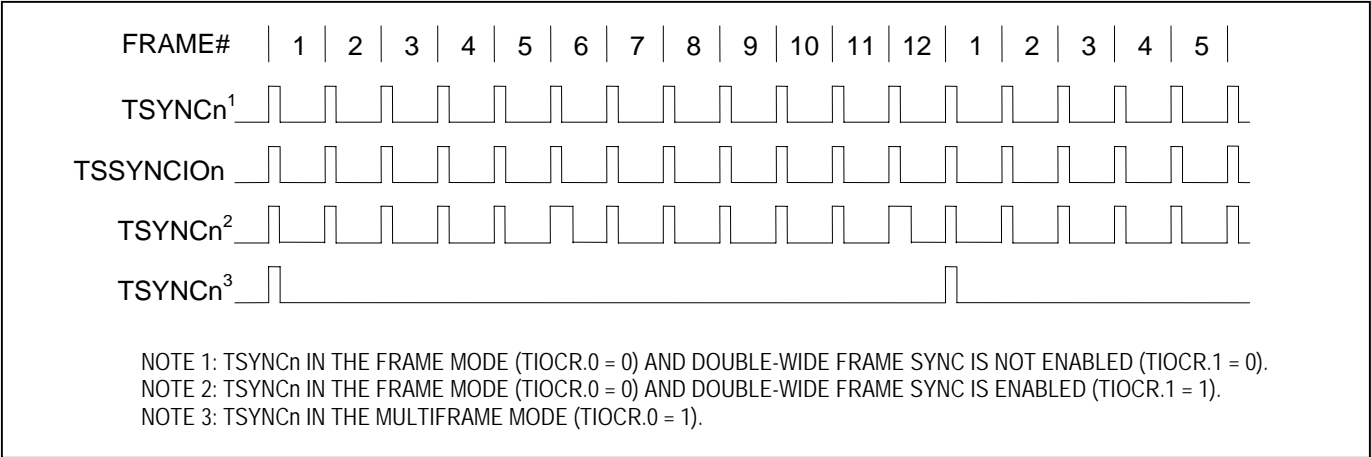 FRAME# 1 2 3 4 5 6 7 8 9 10 11 12 1 2 3 4 5
TSYNCn1
TSSYNCIOn
TSYNCn2
TSYNCn3
NOTE 1: TSYNCn IN THE FRAME MODE (TIOCR.0 = 0) AND DOUBLE-WIDE FRAME SYNC IS NOT ENABLED (TIOCR.1 = 0).
NOTE 2: TSYNCn IN THE FRAME MODE (TIOCR.0 = 0) AND DOUBLE-WIDE FRAME SYNC IS ENABLED (TIOCR.1 = 1).
NOTE 3: TSYNCn IN THE MULTIFRAME MODE (TIOCR.0 = 1).